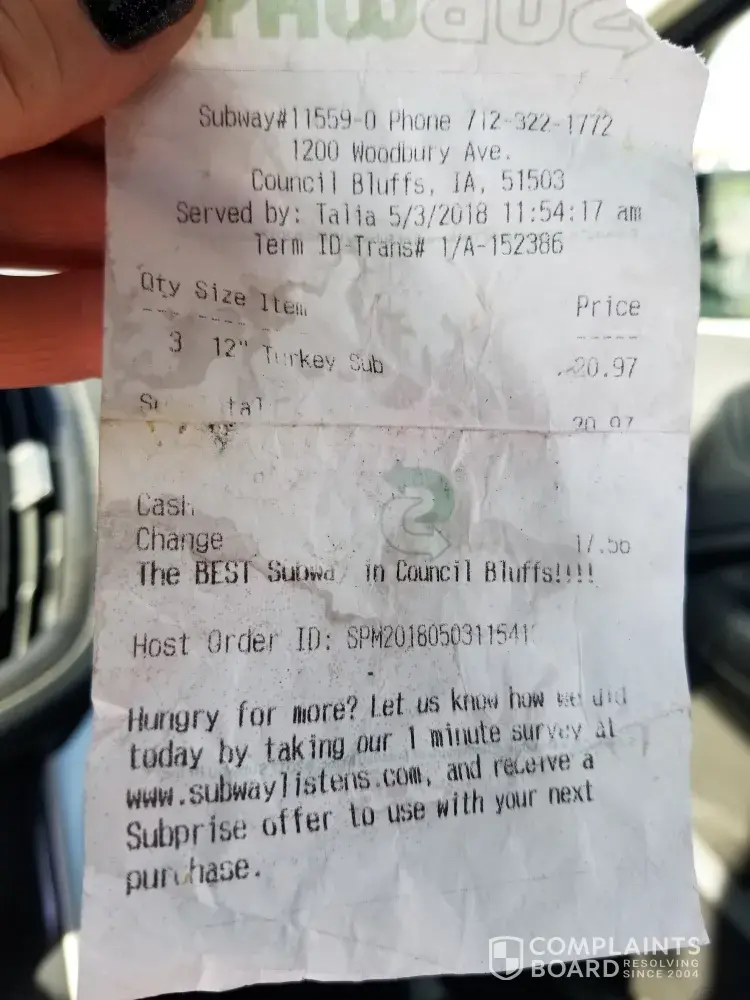 SUBWAY
Subway#11559-0 Phone 712-322-1772
1200 Woodbury Ave.
Council Bluffs, IA, 51503
Served by: Talia 5/3/2018 11:54:17 am
Term ID-Trans# 1/A-152386
Qty Size Item Price
--- ---- ---- -----
3 12" Turkey Sub 20.97
20.97
Cash
Change
The BEST Subway in Council Bluffs!!!!
Host Order ID: SPM2018050311541
Hungry for more? Let us know how we did
today by taking our 1 minute survey at
www.subwaylistens.com, and receive a
Subprise offer to use with your next
purchase.
COMPLAINTS
BOARD RESOLVING
SINCE 2004